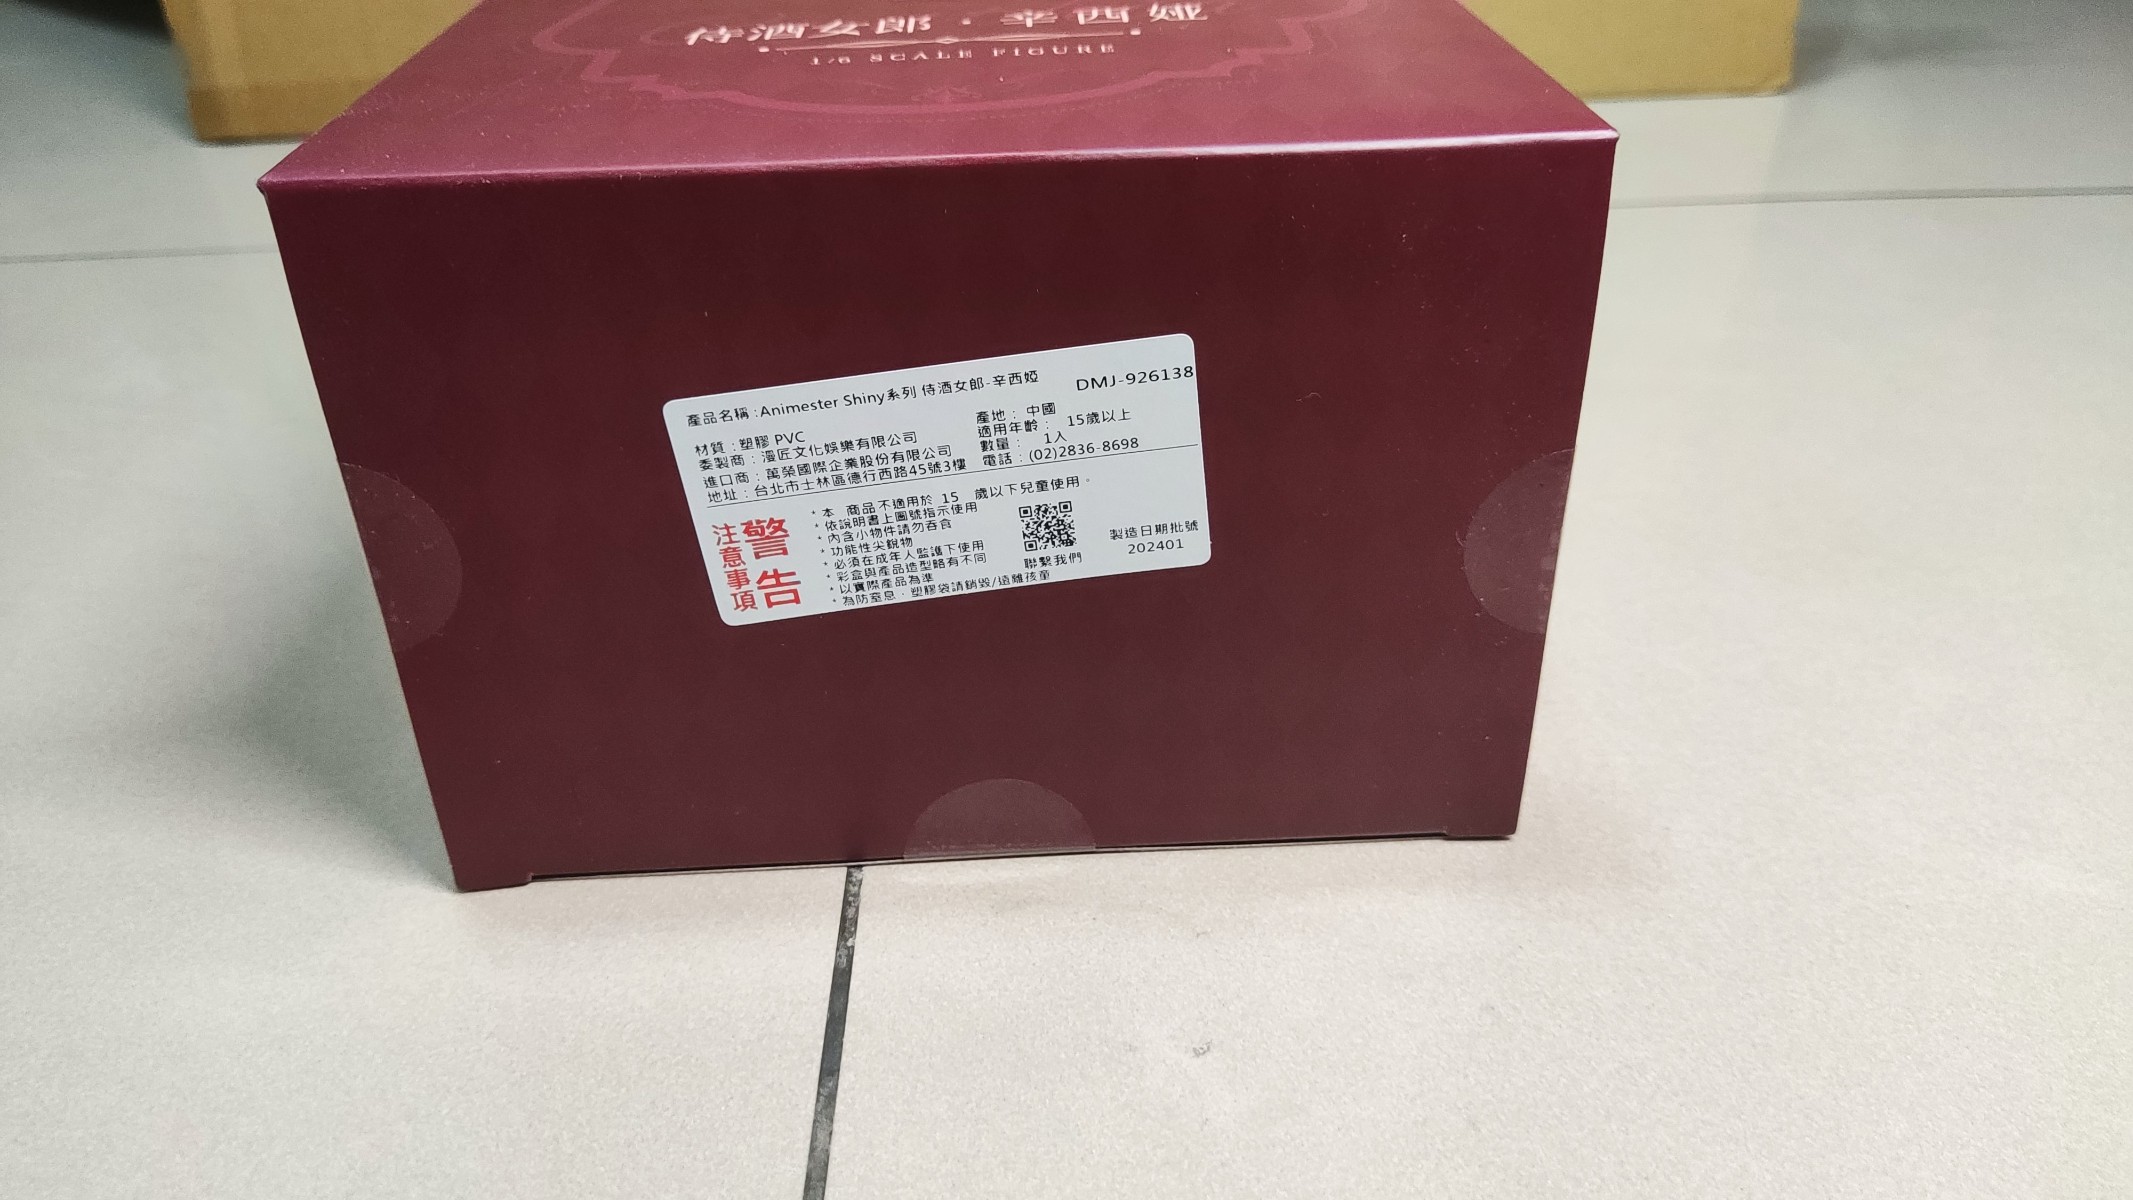 侍酒女郎·辛西婭
1/6 SCALE FIGURE
產品名稱:Animester Shiny系列 侍酒女郎-辛西婭 DMJ-926138
材質:塑膠 PVC 產地: 中國
委製商:漫匠文化娛樂有限公司 適用年齡: 15歲以上
進口商:萬榮國際企業股份有限公司 數量: 1入
地址:台北市士林區德行西路45號3樓 電話:(02)2836-8698
警告
注意事項
*本 商品不適用於 15 歲以下兒童使用。
*依說明書上圖號指示使用
*內含小物件請勿吞食
*功能性尖銳物
*必須在成年人監護下使用
*彩盒與產品造型略有不同
*以實際產品為準
*為防窒息,塑膠袋請銷毀/遠離孩童
聯繫我們
製造日期批號
202401